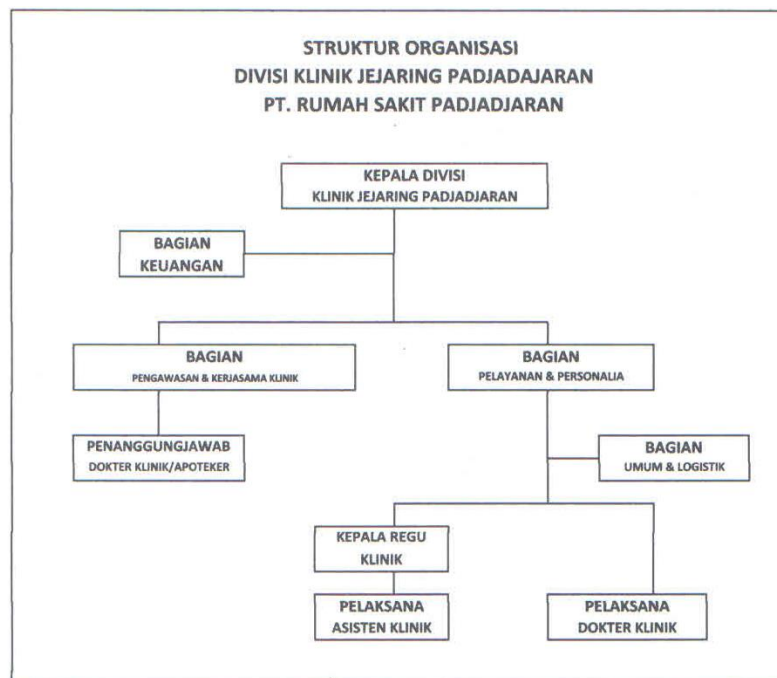 STRUKTUR ORGANISASI
DIVISI KLINIK JEJARING PADJADAJARAN
PT. RUMAH SAKIT PADJADJARAN
KEPALA DIVISI
KLINIK JEJARING PADJADJARAN
BAGIAN
KEUANGAN
BAGIAN
PENGAWASAN & KERJASAMA KLINIK
BAGIAN
PELAYANAN & PERSONALIA
PENANGGUNGJAWAB
DOKTER KLINIK/APOTEKER
BAGIAN
UMUM & LOGISTIK
KEPALA REGU
KLINIK
PELAKSANA
ASISTEN KLINIK
PELAKSANA
DOKTER KLINIK